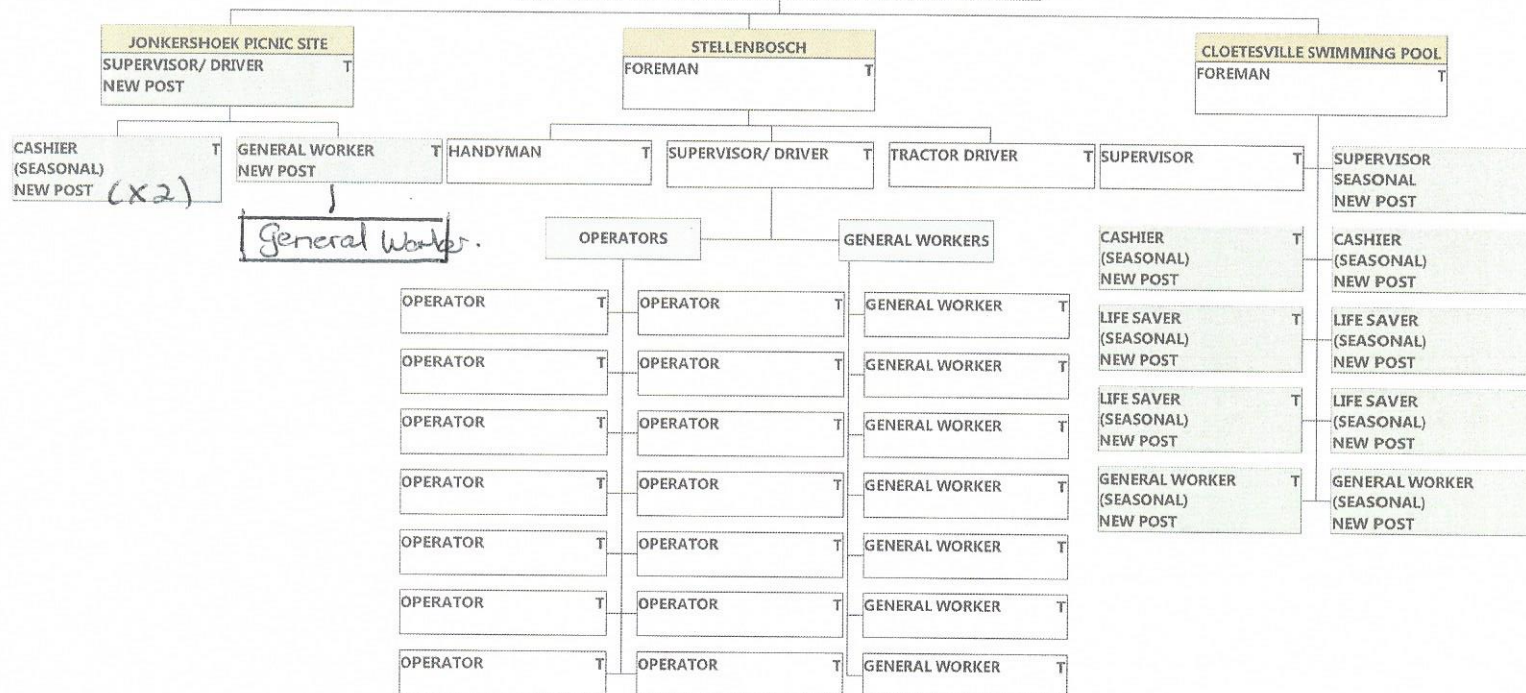 JONKERSHOEK PICNIC SITE
SUPERVISOR/ DRIVER T
NEW POST
STELLENBOSCH
FOREMAN T
CLOETESVILLE SWIMMING POOL
FOREMAN T
CASHIER T
(SEASONAL)
NEW POST (x2)
GENERAL WORKER T
NEW POST
General Worker.
HANDYMAN T
SUPERVISOR/ DRIVER T
TRACTOR DRIVER T
OPERATORS
GENERAL WORKERS
OPERATOR T
OPERATOR T
GENERAL WORKER T
OPERATOR T
OPERATOR T
GENERAL WORKER T
OPERATOR T
OPERATOR T
GENERAL WORKER T
OPERATOR T
OPERATOR T
GENERAL WORKER T
OPERATOR T
OPERATOR T
GENERAL WORKER T
OPERATOR T
OPERATOR T
GENERAL WORKER T
OPERATOR T
OPERATOR T
GENERAL WORKER T
SUPERVISOR T
SUPERVISOR
SEASONAL
NEW POST
CASHIER T
(SEASONAL)
NEW POST
CASHIER
(SEASONAL)
NEW POST
LIFE SAVER T
(SEASONAL)
NEW POST
LIFE SAVER
(SEASONAL)
NEW POST
LIFE SAVER T
(SEASONAL)
NEW POST
LIFE SAVER
(SEASONAL)
NEW POST
GENERAL WORKER T
(SEASONAL)
NEW POST
GENERAL WORKER
(SEASONAL)
NEW POST